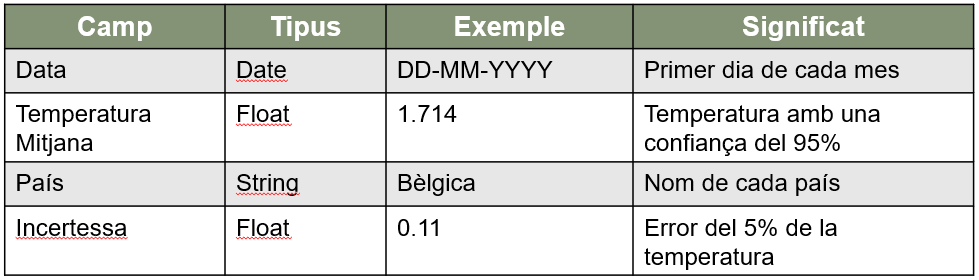 Camp Tipus Exemple Significat
Data Date DD-MM-YYYY Primer dia de cada mes
Temperatura Mitjana Float 1.714 Temperatura amb una confiança del 95%
País String Bèlgica Nom de cada país
Incertessa Float 0.11 Error del 5% de la temperatura